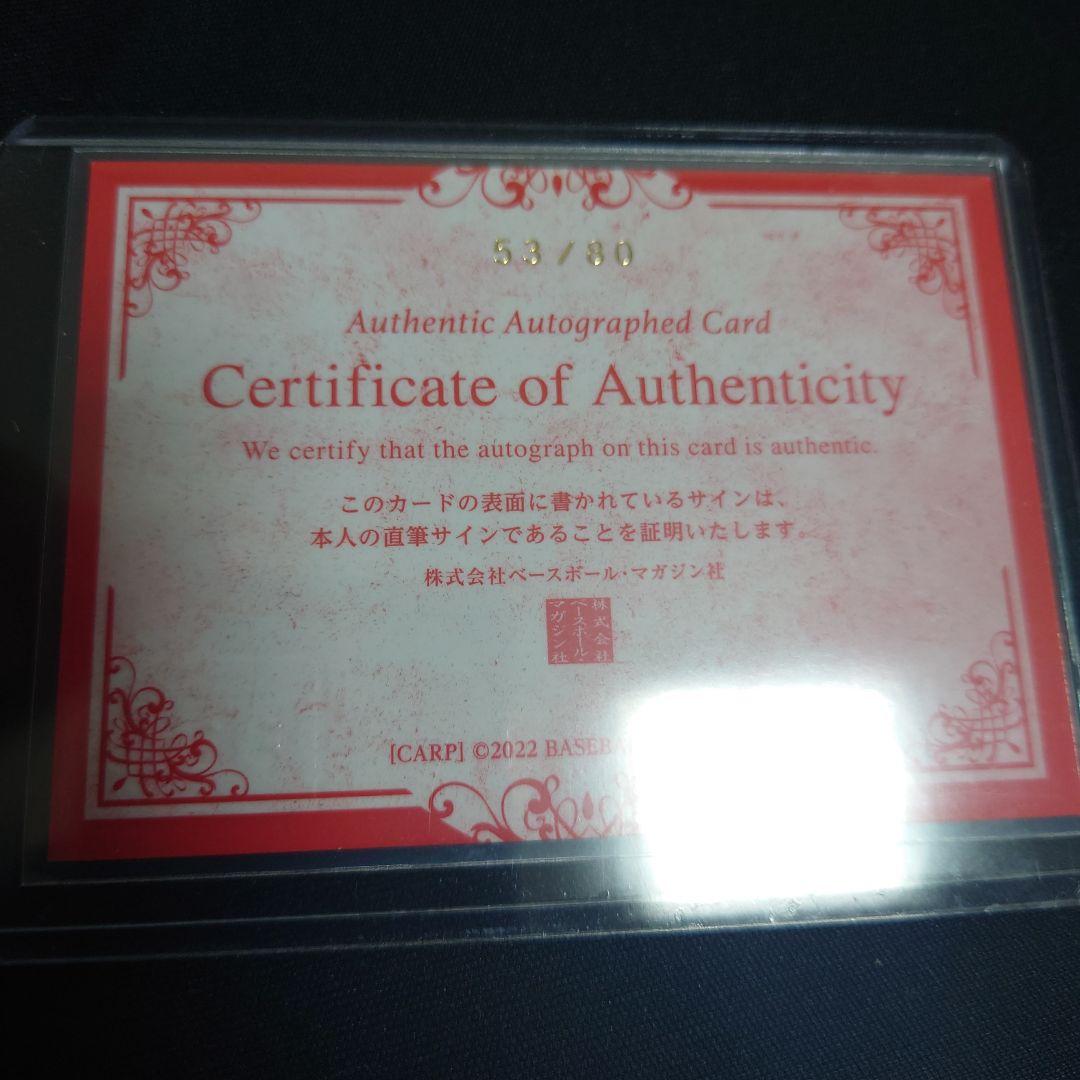 53/80
Authentic Autographed Card
Certificate of Authenticity
We certify that the autograph on this card is authentic.
このカードの表面に書かれているサインは、
本人の直筆サインであることを証明いたします。
株式会社ベースボール・マガジン社
株式会社
ベースボール・
マガジン社
[CARP] ©2022